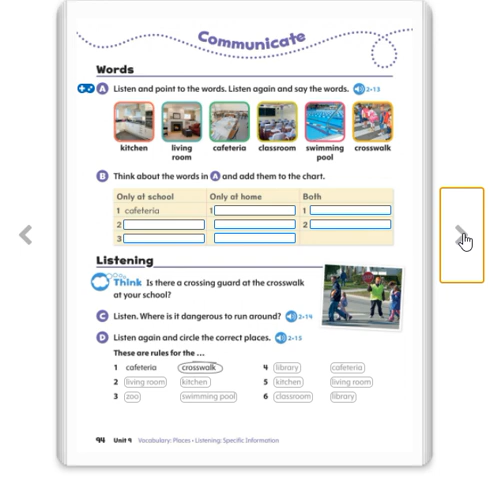 Communicate
Words
A Listen and point to the words. Listen again and say the words. 2-13
kitchen living room cafeteria classroom swimming pool crosswalk
B Think about the words in A and add them to the chart.
Only at school Only at home Both
1 cafeteria 1 1
2 2
3
Listening
Think Is there a crossing guard at the crosswalk
at your school?
C Listen. Where is it dangerous to run around? 2-14
D Listen again and circle the correct places. 2-15
These are rules for the ...
1 cafeteria crosswalk 4 library cafeteria
2 living room kitchen 5 kitchen living room
3 zoo swimming pool 6 classroom library
94 Unit 9 Vocabulary: Places • Listening: Specific Information